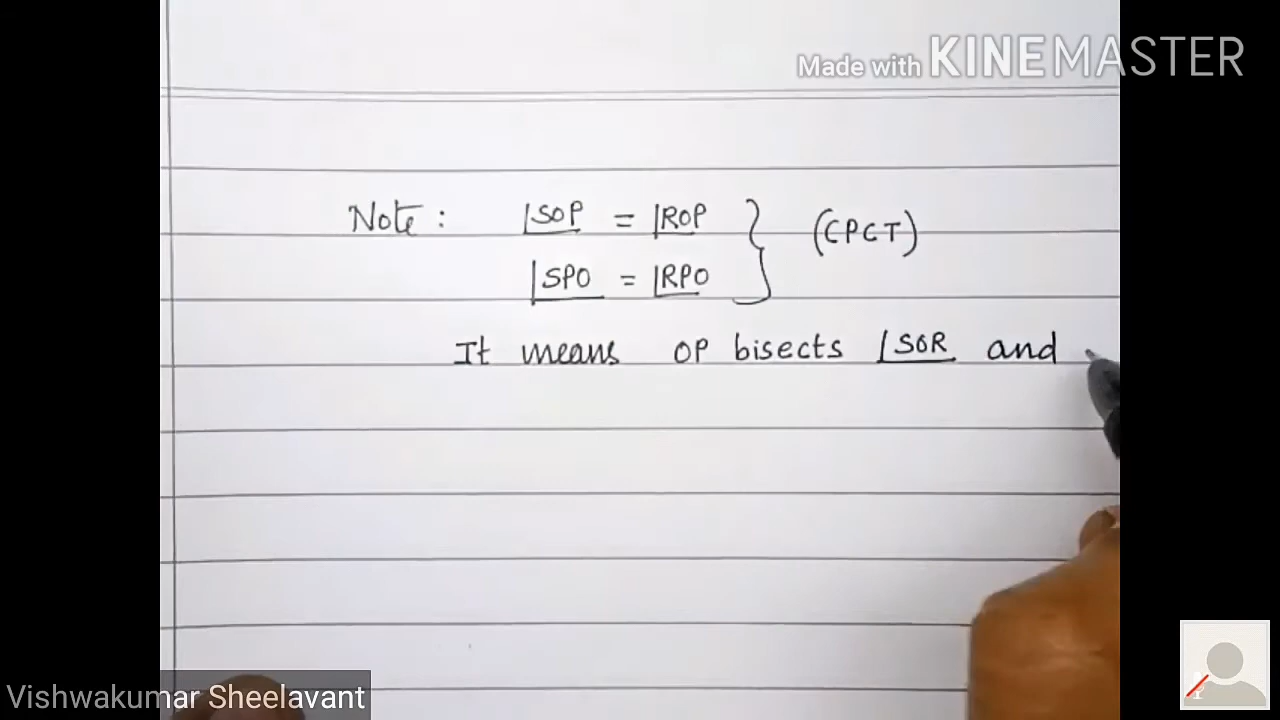 Made with KINEMASTER
Note: ∠SOP = ∠ROP
∠SPO = ∠RPO
(CPCT)
It means OP bisects ∠SOR and
Vishwakumar Sheelavant